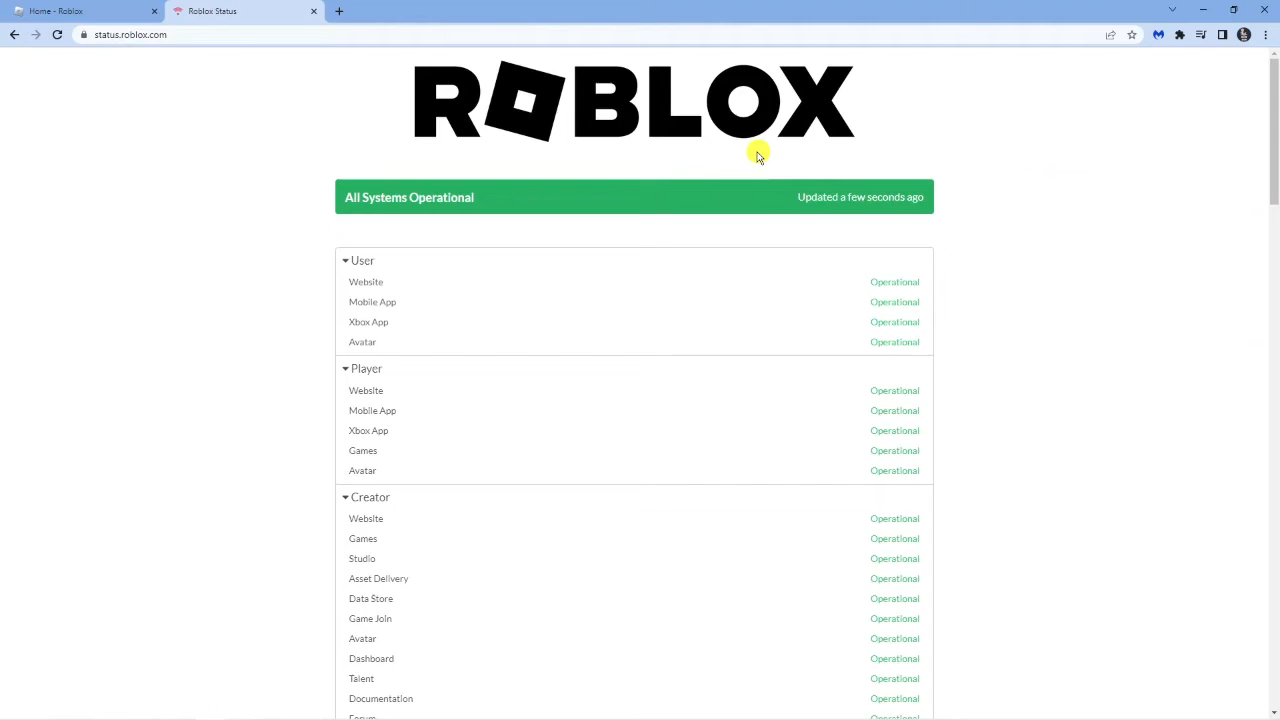 Home - Roblox
Roblox Status
status.roblox.com
ROBLOX
All Systems Operational Updated a few seconds ago
User
Website Operational
Mobile App Operational
Xbox App Operational
Avatar Operational
Player
Website Operational
Mobile App Operational
Xbox App Operational
Games Operational
Avatar Operational
Creator
Website Operational
Games Operational
Studio Operational
Asset Delivery Operational
Data Store Operational
Game Join Operational
Avatar Operational
Dashboard Operational
Talent Operational
Documentation Operational
Forum Operational